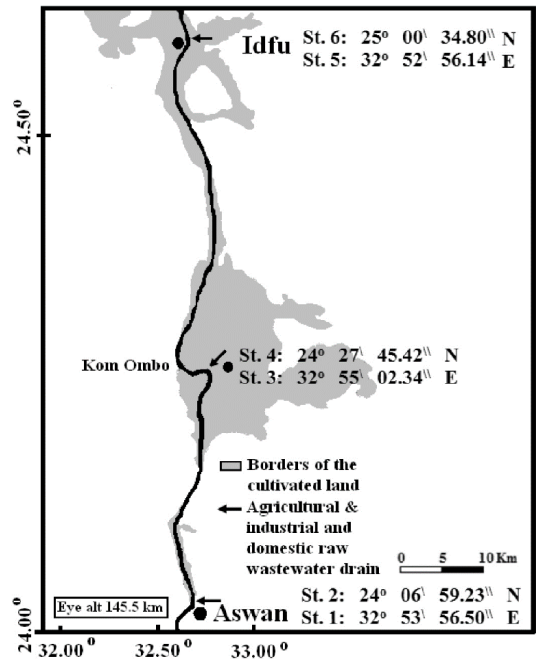 Idfu
St. 6: 25° 00\ 34.80\\ N
St. 5: 32° 52\ 56.14\\ E
24.50°
St. 4: 24° 27\ 45.42\\ N
Kom Ombo
St. 3: 32° 55\ 02.34\\ E
Borders of the
cultivated land
Agricultural &
industrial and
domestic raw
wastewater drain
0 5 10 Km
St. 2: 24° 06\ 59.23\\ N
Eye alt 145.5 km
Aswan
St. 1: 32° 53\ 56.50\\ E
24.00°
32.00° 32.50° 33.00°